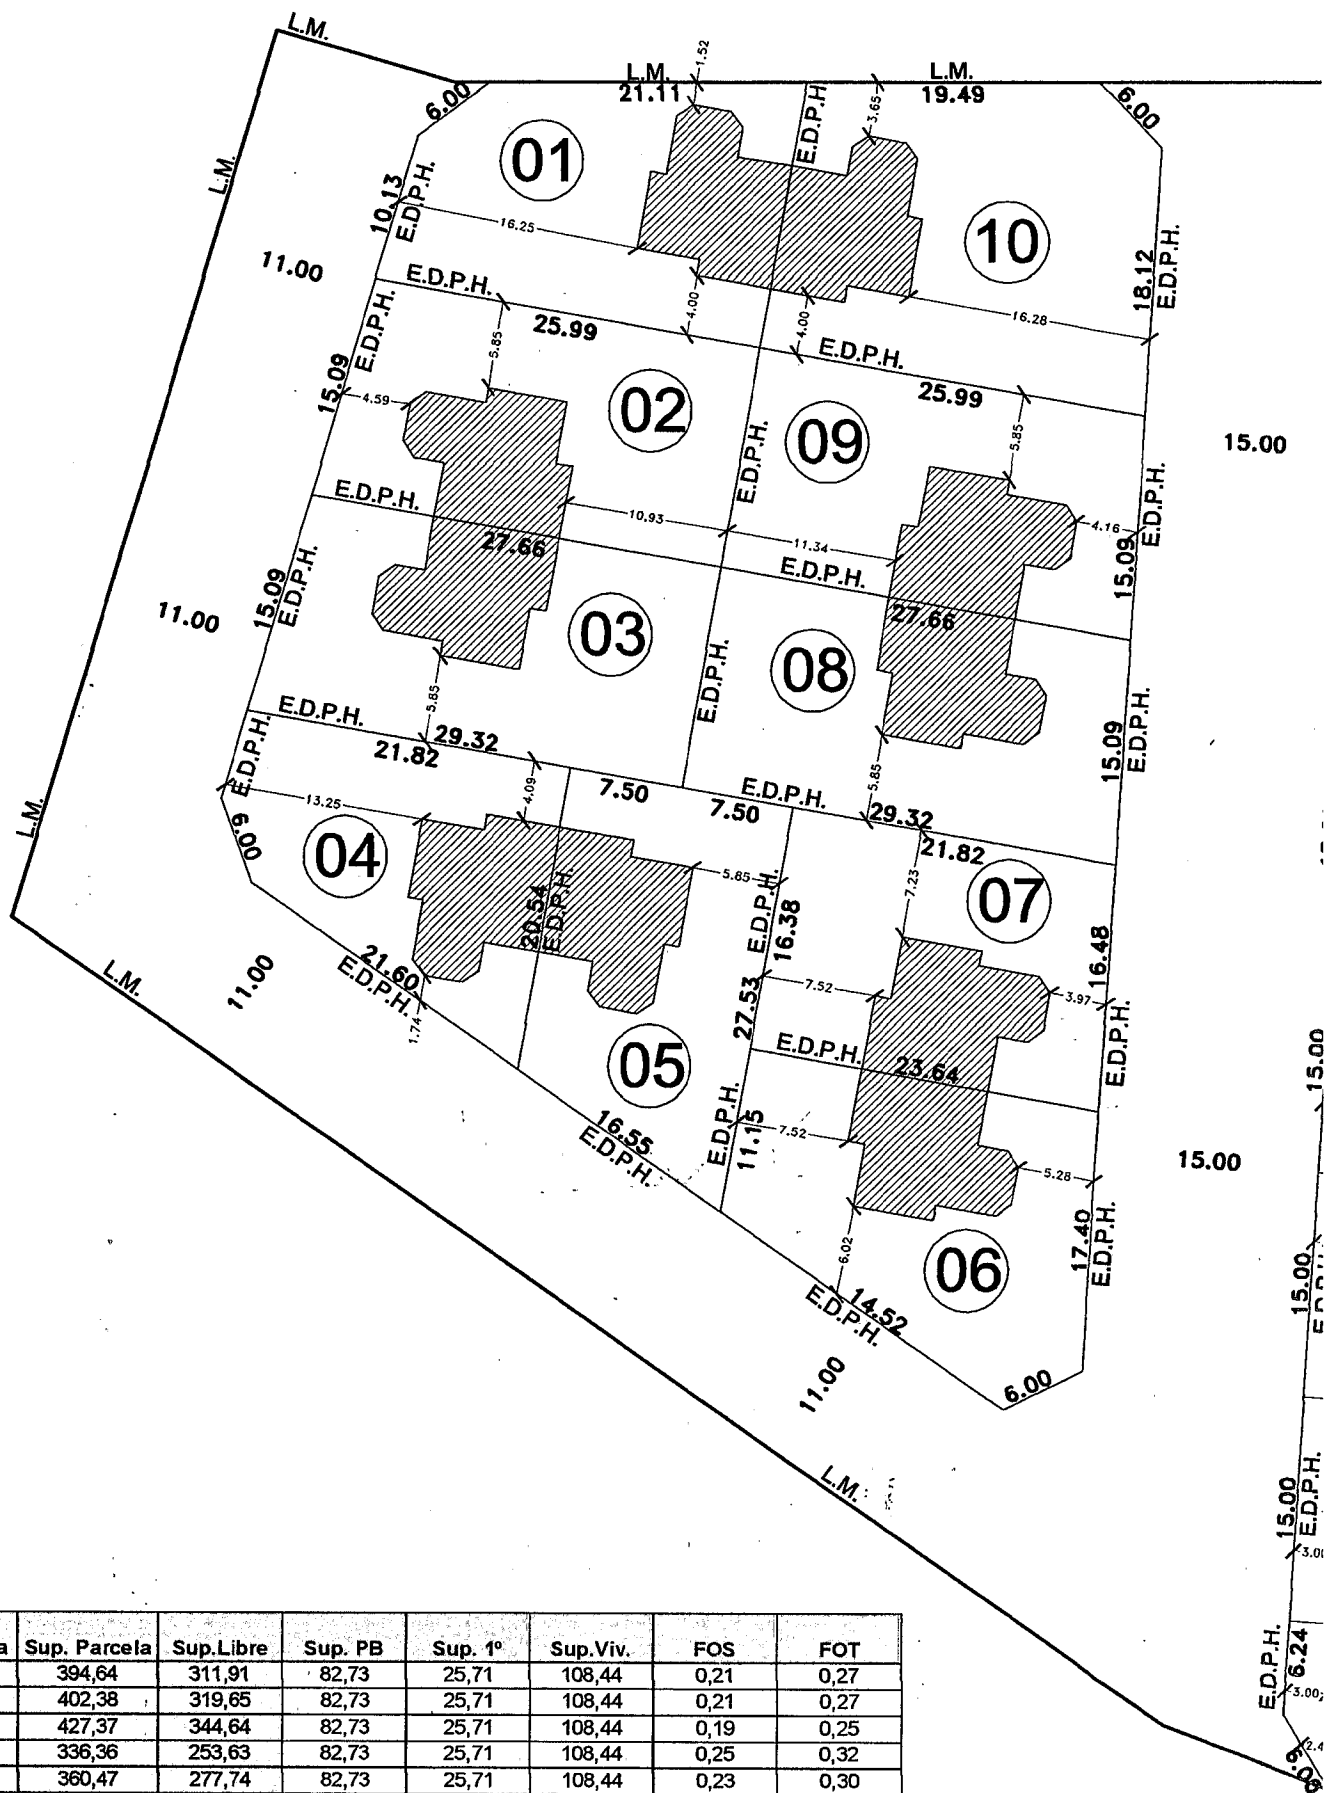 L.M.
L.M.
L.M.
1.52
21.11
19.49
6.00
6.00
E.D.P.H.
3.65
01
10
L.M.
10.13
E.D.P.H.
16.25
11.00
18.12
E.D.P.H.
E.D.P.H.
25.99
4.00
4.00
16.28
E.D.P.H.
25.99
15.09
E.D.P.H.
5.85
4.59
02
09
5.85
15.00
E.D.P.H.
E.D.P.H.
27.66
10.93
11.34
4.16
15.09
E.D.P.H.
E.D.P.H.
27.66
15.09
E.D.P.H.
11.00
03
08
E.D.P.H.
5.85
5.85
15.09
E.D.P.H.
E.D.P.H.
29.32
21.82
7.50
7.50
E.D.P.H.
29.32
21.82
E.D.P.H.
13.25
4.09
L.M.
6.00
04
5.85
7.23
07
20.54
E.D.P.H.
E.D.P.H.
16.38
16.48
E.D.P.H.
L.M.
11.00
21.60
E.D.P.H.
1.74
7.52
3.97
27.53
E.D.P.H.
23.64
05
15.00
16.55
E.D.P.H.
E.D.P.H.
11.15
7.52
5.28
15.00
17.40
E.D.P.H.
6.02
06
15.00
14.52
E.D.P.H.
11.00
6.00
L.M.
15.00
E.D.P.H.
E.D.P.H.
6.24
3.00
6.00
Sup. Parcela Sup.Libre Sup. PB Sup. 1º Sup.Viv. FOS FOT
394,64 311,91 82,73 25,71 108,44 0,21 0,27
402,38 319,65 82,73 25,71 108,44 0,21 0,27
427,37 344,64 82,73 25,71 108,44 0,19 0,25
336,36 253,63 82,73 25,71 108,44 0,25 0,32
360,47 277,74 82,73 25,71 108,44 0,23 0,30